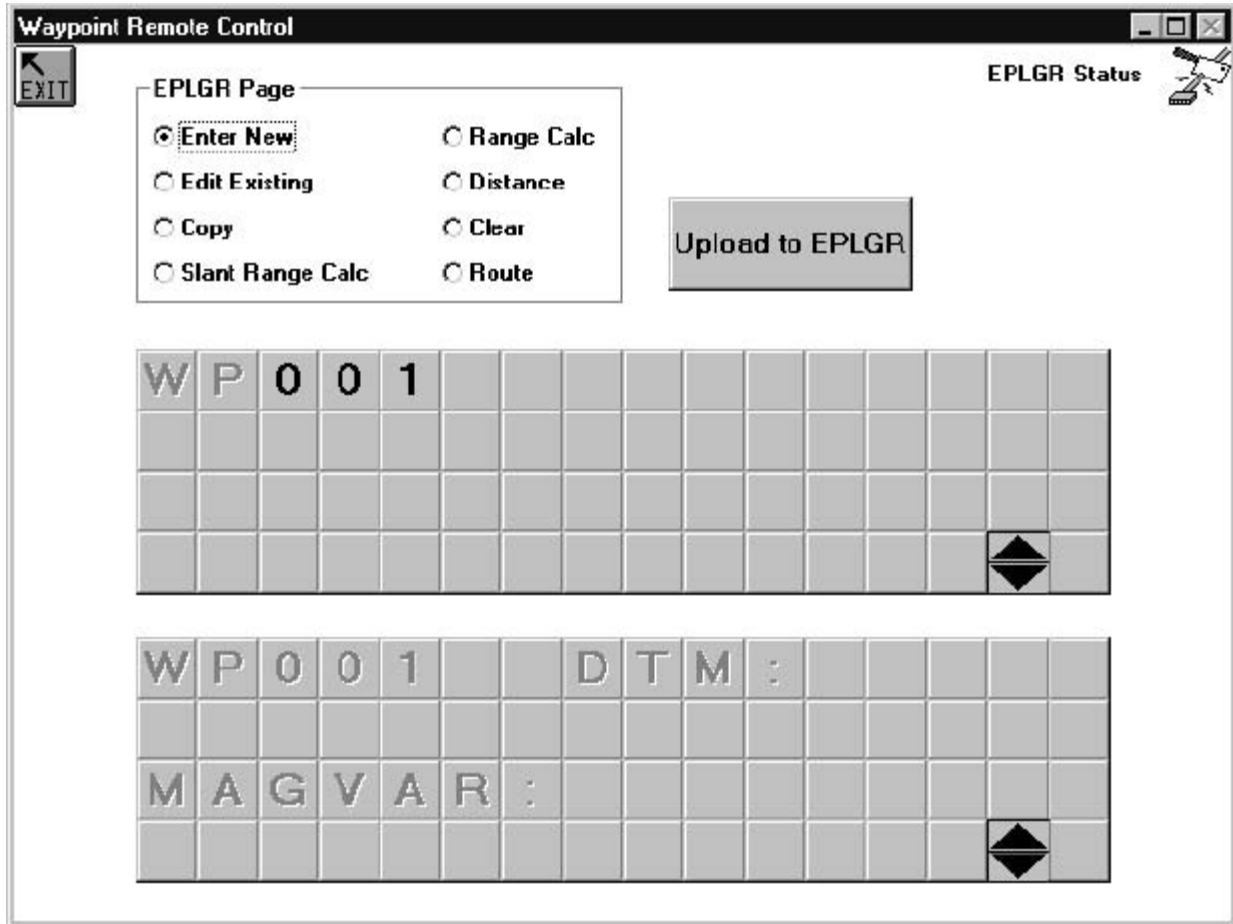 Waypoint Remote Control
EXIT
EPLGR Status
EPLGR Page
Enter New
Range Calc
Edit Existing
Distance
Copy
Clear
Slant Range Calc
Route
Upload to EPLGR
WP001
WP001 DTM:
MAGVAR: